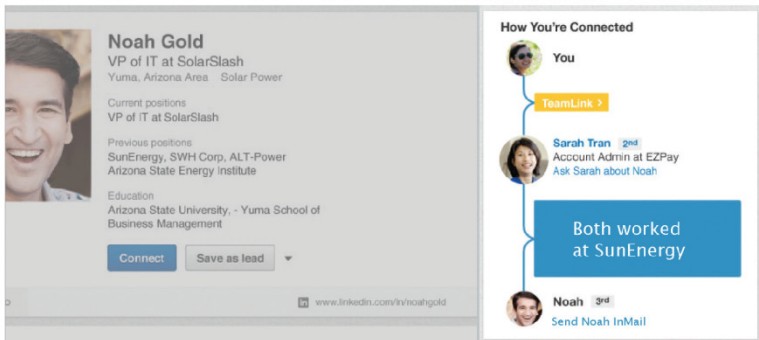 Noah Gold
VP of IT at SolarSlash
Yuma, Arizona Area Solar Power
Current positions
VP of IT at SolarSlash
Previous positions
SunEnergy, SWH Corp, ALT-Power
Arizona State Energy Institute
Education
Arizona State University, - Yuma School of
Business Management
Connect
Save as lead
www.linkedin.com/in/noahgold
How You're Connected
You
TeamLink >
Sarah Tran 2nd
Account Admin at EZPay
Ask Sarah about Noah
Both worked
at SunEnergy
Noah 3rd
Send Noah InMail